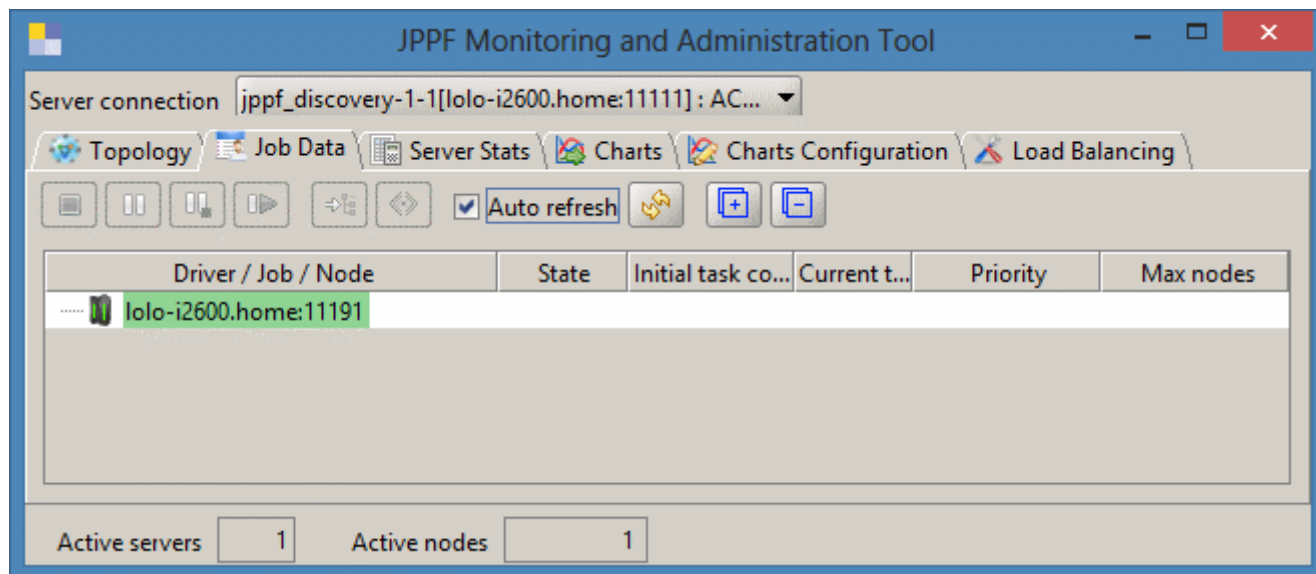 JPPF Monitoring and Administration Tool
Server connection jppf_discovery-1-1[lolo-i2600.home:11111] : AC...
Topology Job Data Server Stats Charts Charts Configuration Load Balancing
Auto refresh
Driver / Job / Node State Initial task co... Current t... Priority Max nodes
lolo-i2600.home:11191
Active servers 1 Active nodes 1